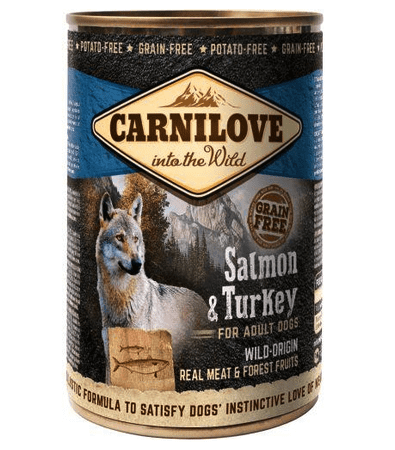 POTATO-FREE • GRAIN-FREE • POTATO-FREE • GRAIN-FREE
CARNILOVE
into the Wild
GRAIN
FREE
Salmon
& Turkey
FOR ADULT DOGS
WILD-ORIGIN
REAL MEAT & FOREST FRUITS
FORMULA TO SATISFY DOGS' INSTINCTIVE LOVE OF